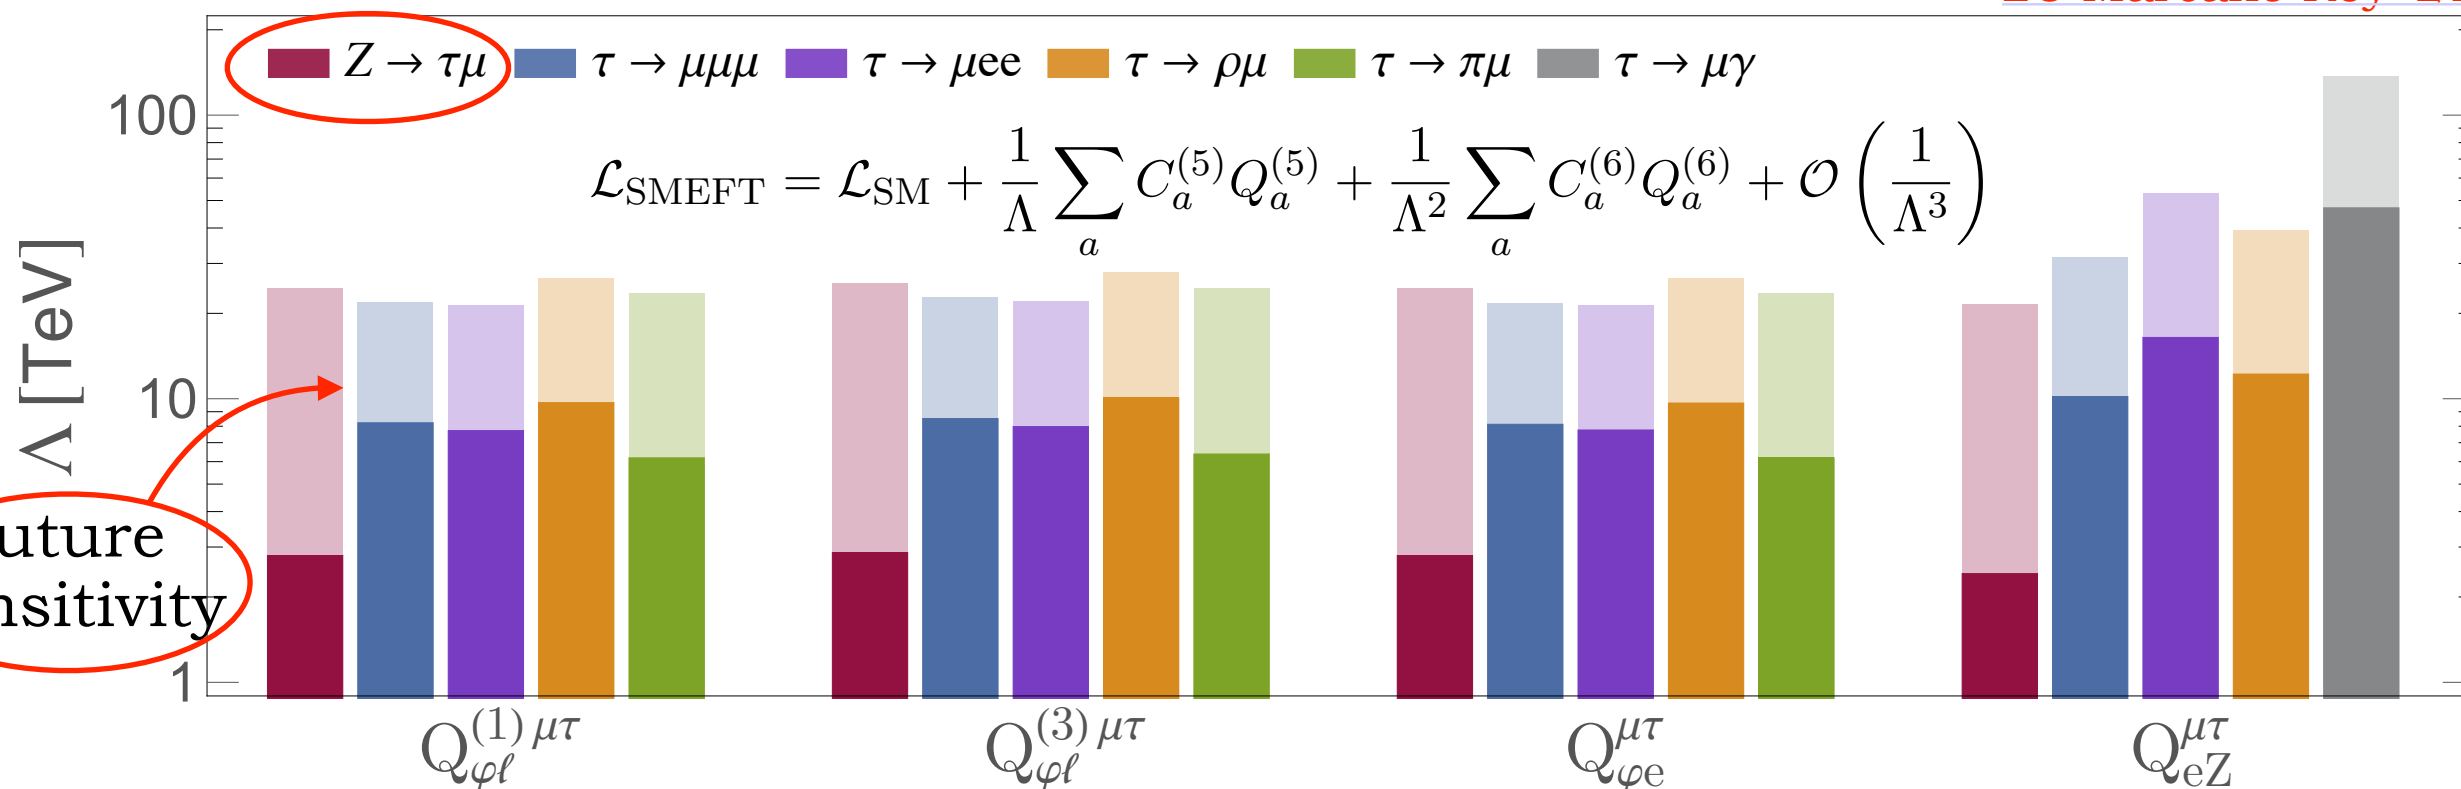 Z → τμ τ → μμμ τ → μee τ → ρμ τ → πμ τ → μγ
100
ℒ_SMEFT = ℒ_SM + 1/Λ ∑_a C_a^(5) Q_a^(5) + 1/Λ² ∑_a C_a^(6) Q_a^(6) + 𝒪(1/Λ³)
Λ [TeV]
10
uture
nsitivity
1
Q_φℓ^(1) μτ Q_φℓ^(3) μτ Q_φe^μτ Q_eZ^μτ